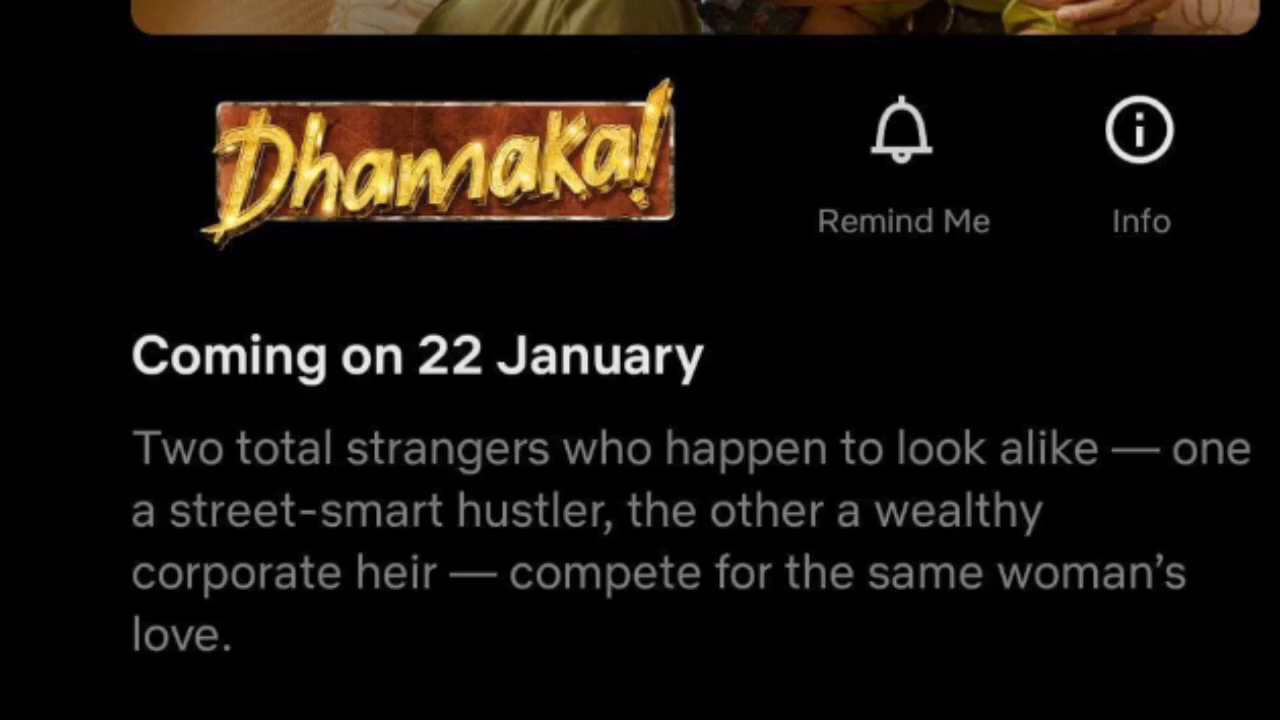 Dhamaka!
Remind Me
Info
Coming on 22 January
Two total strangers who happen to look alike — one
a street-smart hustler, the other a wealthy
corporate heir — compete for the same woman’s
love.